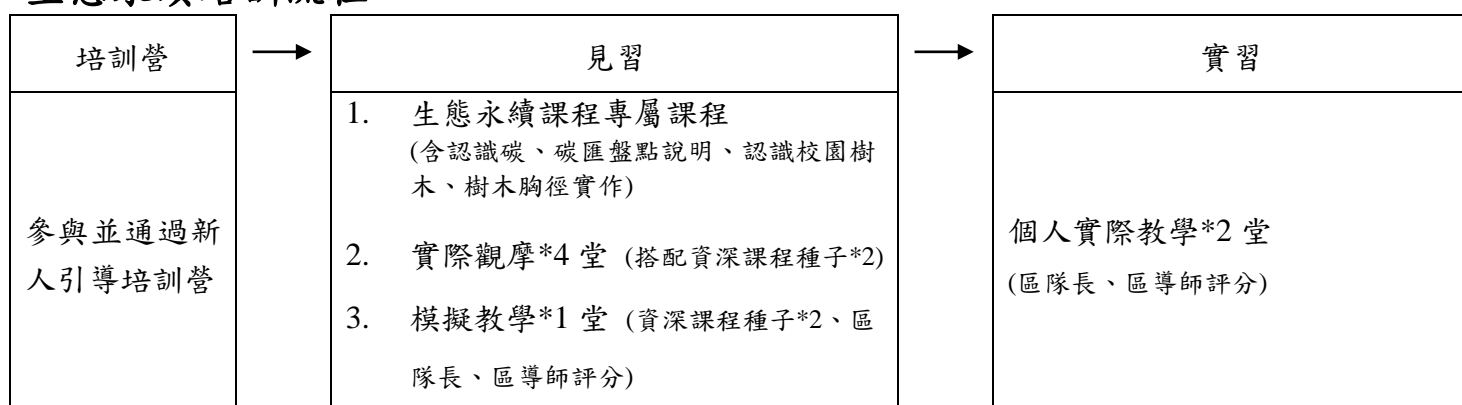 培訓營
見習
實習
參與並通過新
人引導培訓營
1. 生態永續課程專屬課程
(含認識碳、碳匯盤點說明、認識校園樹
木、樹木胸徑實作)
2. 實際觀摩*4 堂 (搭配資深課程種子*2)
3. 模擬教學*1 堂 (資深課程種子*2、區
隊長、區導師評分)
個人實際教學*2 堂
(區隊長、區導師評分)